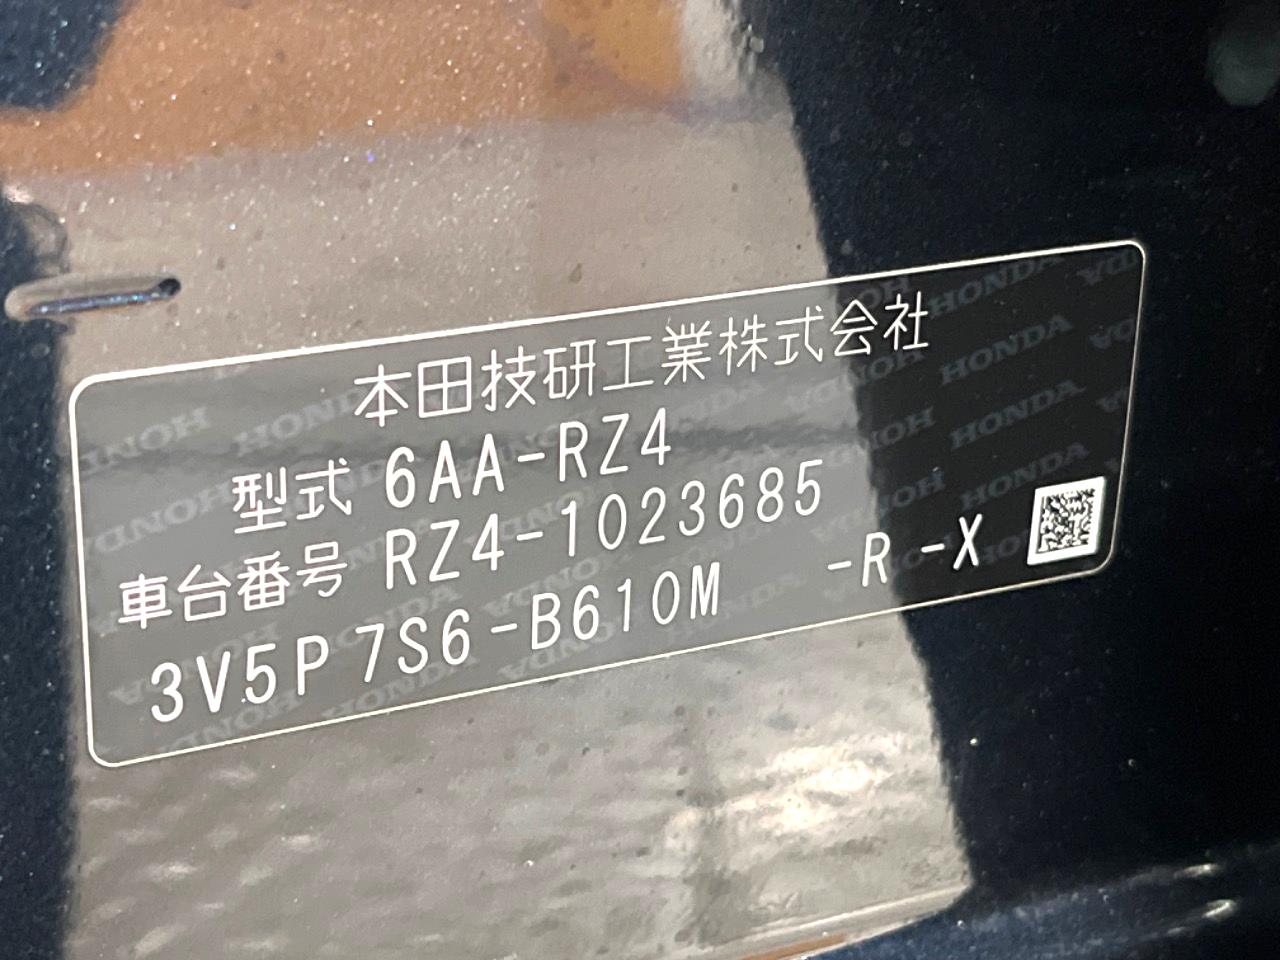 本田技研工業株式会社
型式 6AA-RZ4
車台番号 RZ4-1023685
3V5P 7S6-B610M -R -X